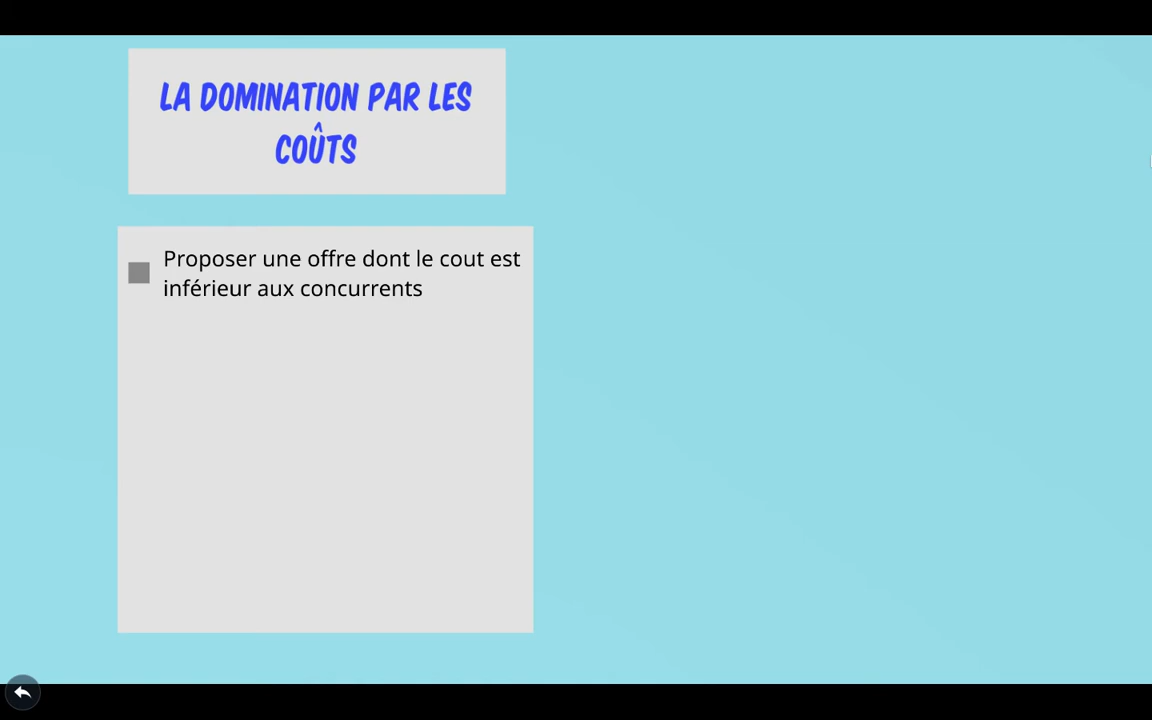 LA DOMINATION PAR LES
COÛTS
Proposer une offre dont le cout est
inférieur aux concurrents